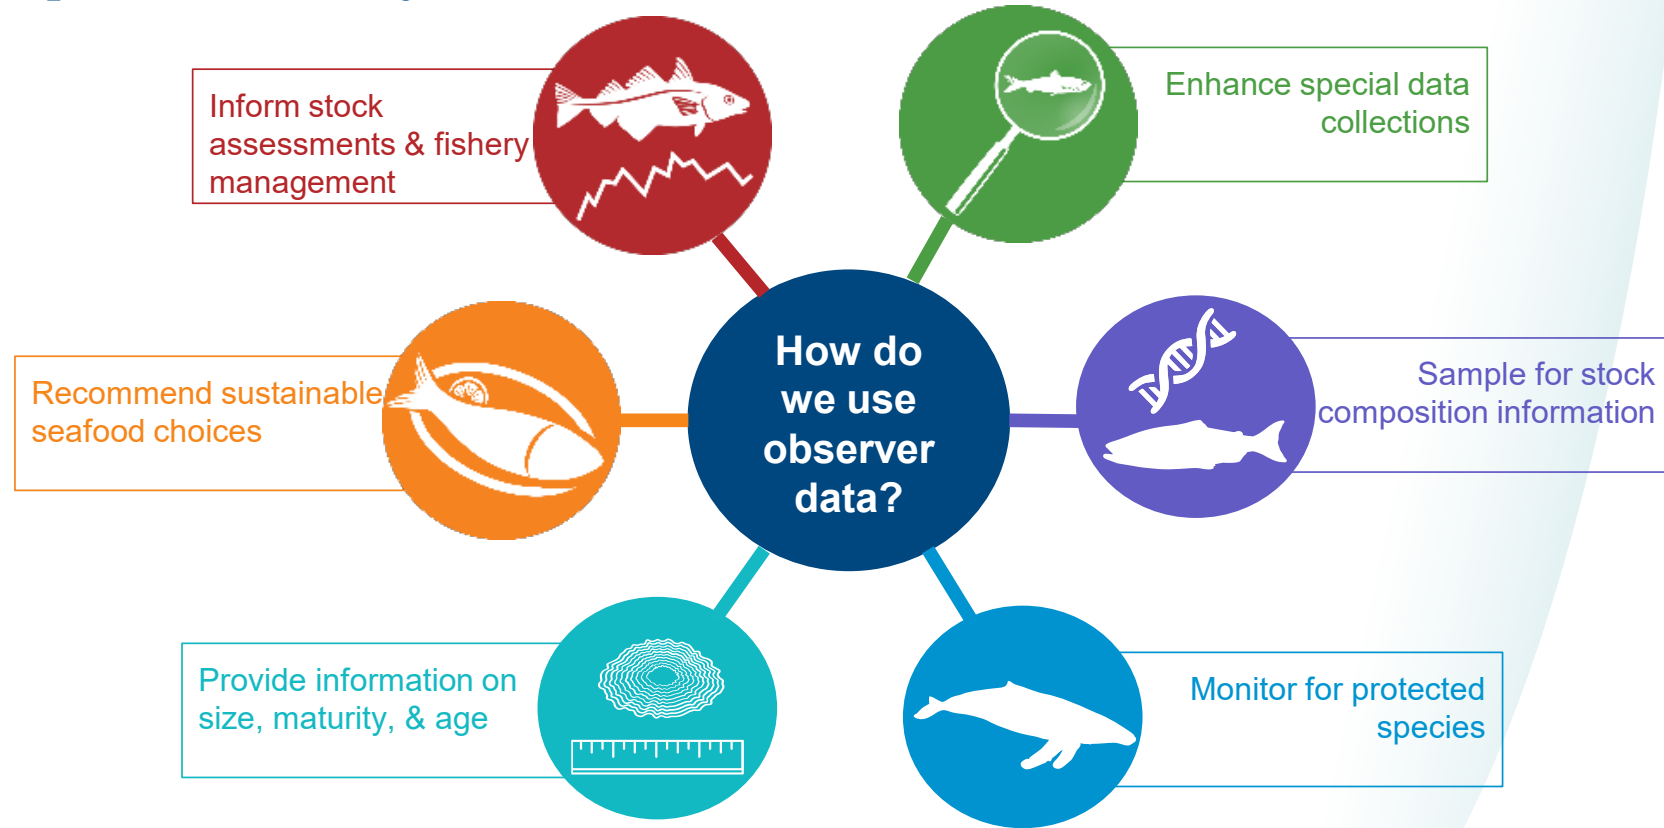 Inform stock
assessments & fishery
management
Enhance special data
collections
How do
we use
observer
data?
Recommend sustainable
seafood choices
Sample for stock
composition information
Provide information on
size, maturity, & age
Monitor for protected
species